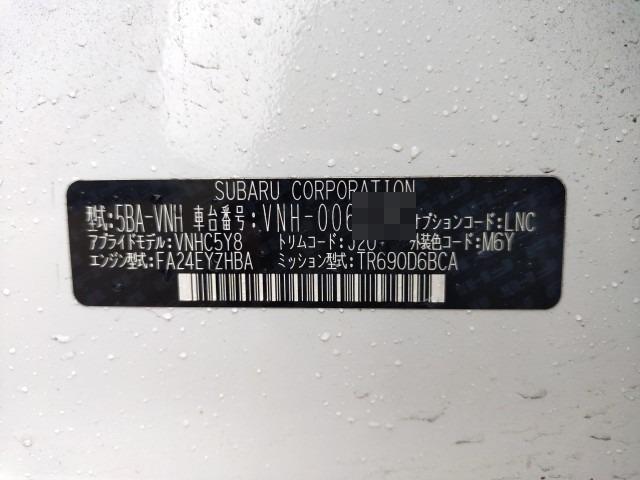 SUBARU CORPORATION
型式:5BA-VNH 車台番号:VNH-006 オプションコード:LNC
アプライドモデル:VNHC5Y8 トリムコード:J20 外装色コード:M6Y
エンジン型式:FA24EYZHBA ミッション型式:TR690D6BCA